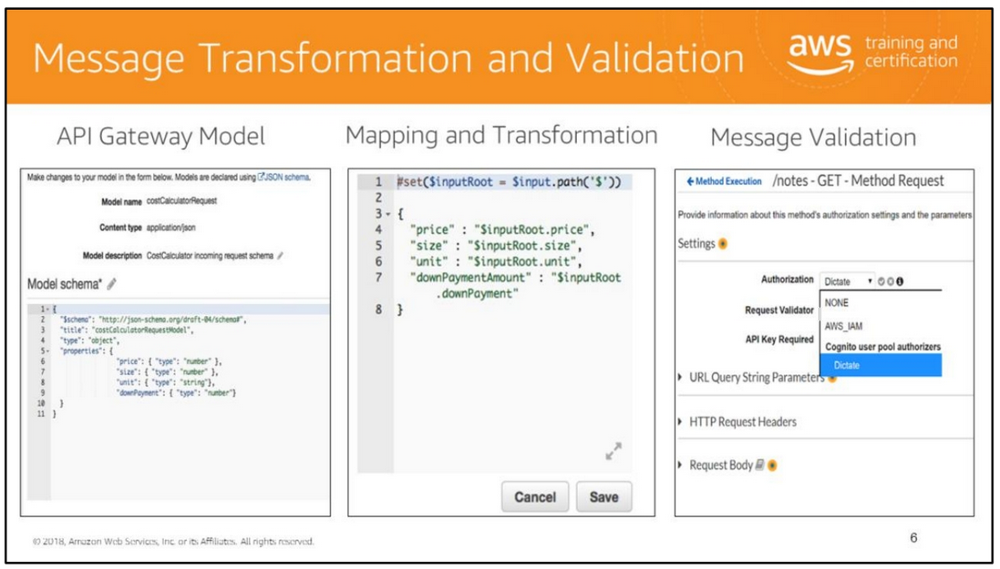 Message Transformation and Validation
aws training and certification
API Gateway Model
Make changes to your model in the form below. Models are declared using JSON schema.
Model name costCalculatorRequest
Content type application/json
Model description CostCalculator incoming request schema
Model schema*
1 {
2 "$schema": "http://json-schema.org/draft-04/schema#",
3 "title": "costCalculatorRequestModel",
4 "type": "object",
5 "properties": {
6 "price": { "type": "number" },
7 "size": { "type": "number" },
8 "unit": { "type": "string"},
9 "downPayment": { "type": "number"}
10 }
11 }
Mapping and Transformation
1 #set($inputRoot = $input.path('$'))
2
3 {
4 "price" : "$inputRoot.price",
5 "size" : "$inputRoot.size",
6 "unit" : "$inputRoot.unit",
7 "downPaymentAmount" : "$inputRoot
.downPayment"
8 }
Cancel Save
Message Validation
Method Execution /notes - GET - Method Request
Provide information about this method's authorization settings and the parameters
Settings
Authorization Dictate
NONE
Request Validator
AWS_IAM
API Key Required
Cognito user pool authorizers
Dictate
URL Query String Parameters
HTTP Request Headers
Request Body
© 2018, Amazon Web Services, Inc. or its Affiliates. All rights reserved.
6